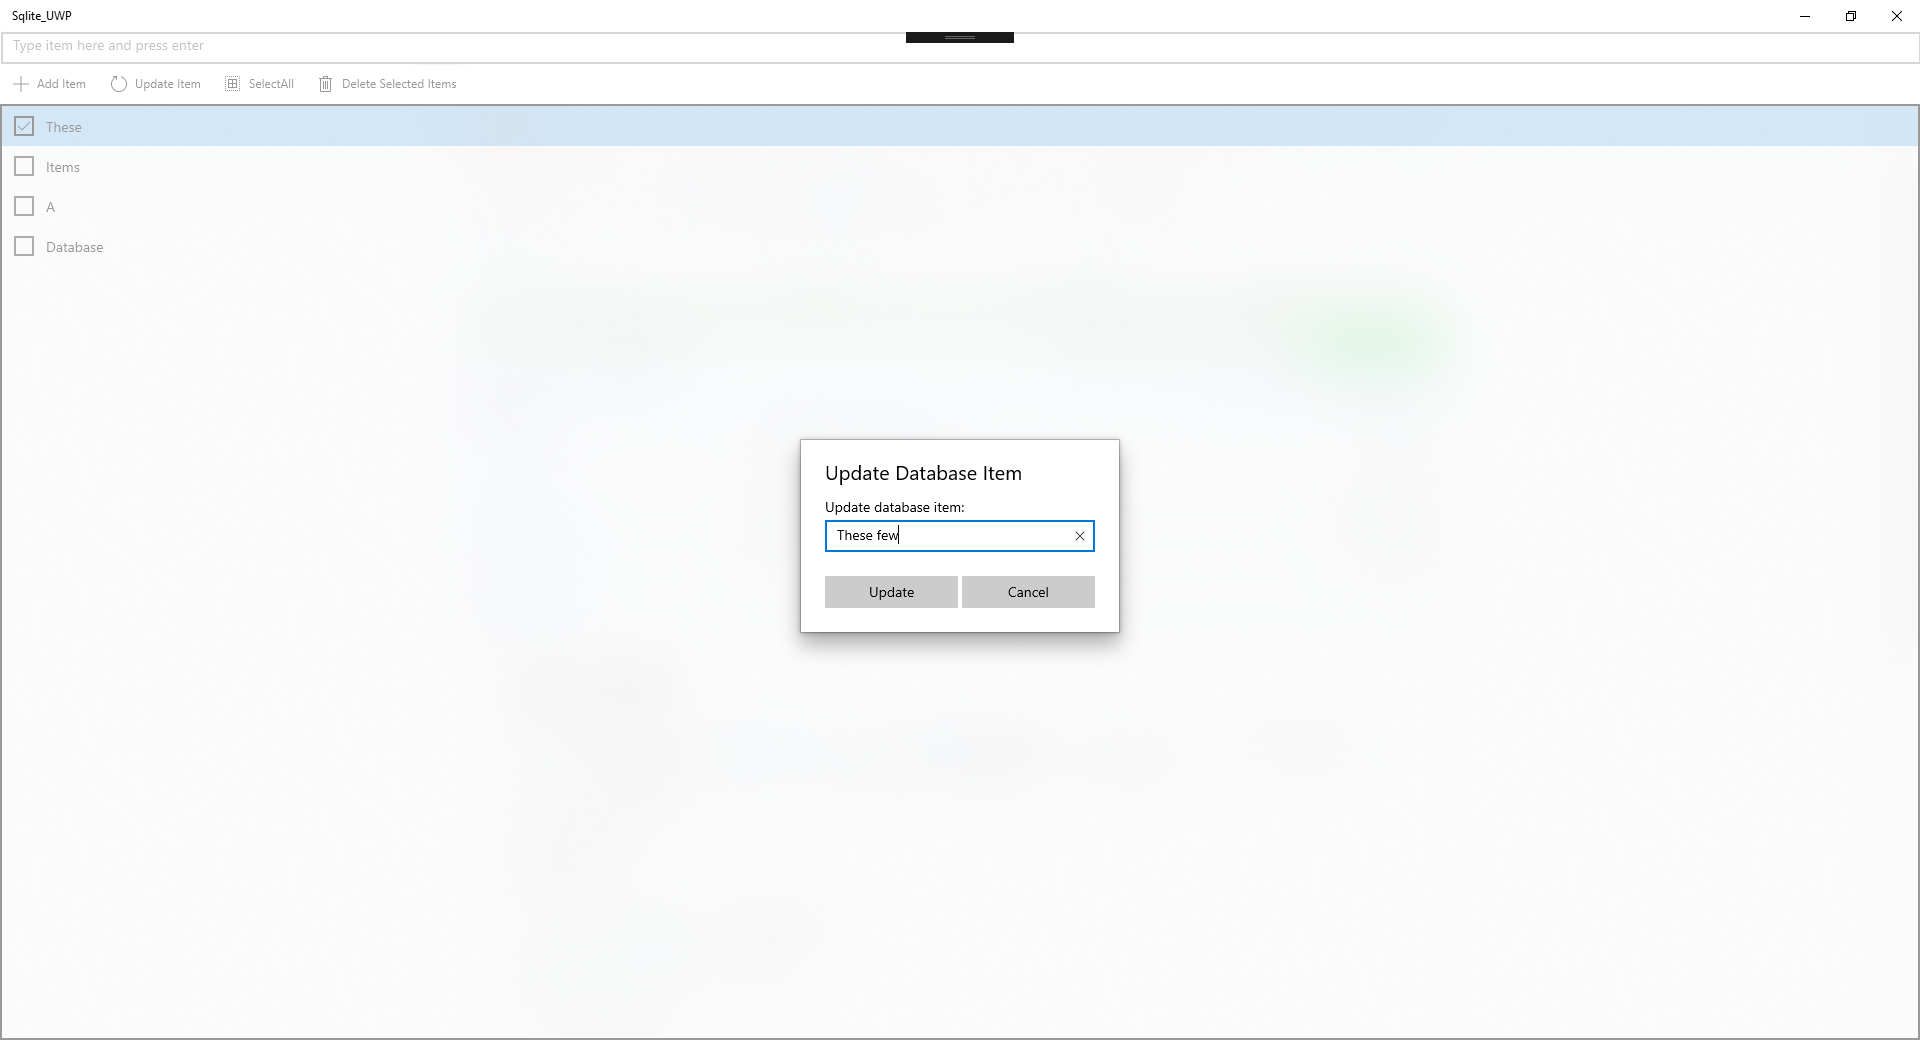 Sqlite_UWP
Type item here and press enter
Add Item Update Item SelectAll Delete Selected Items
These
Items
A
Database
Update Database Item
Update database item:
These few
Update Cancel